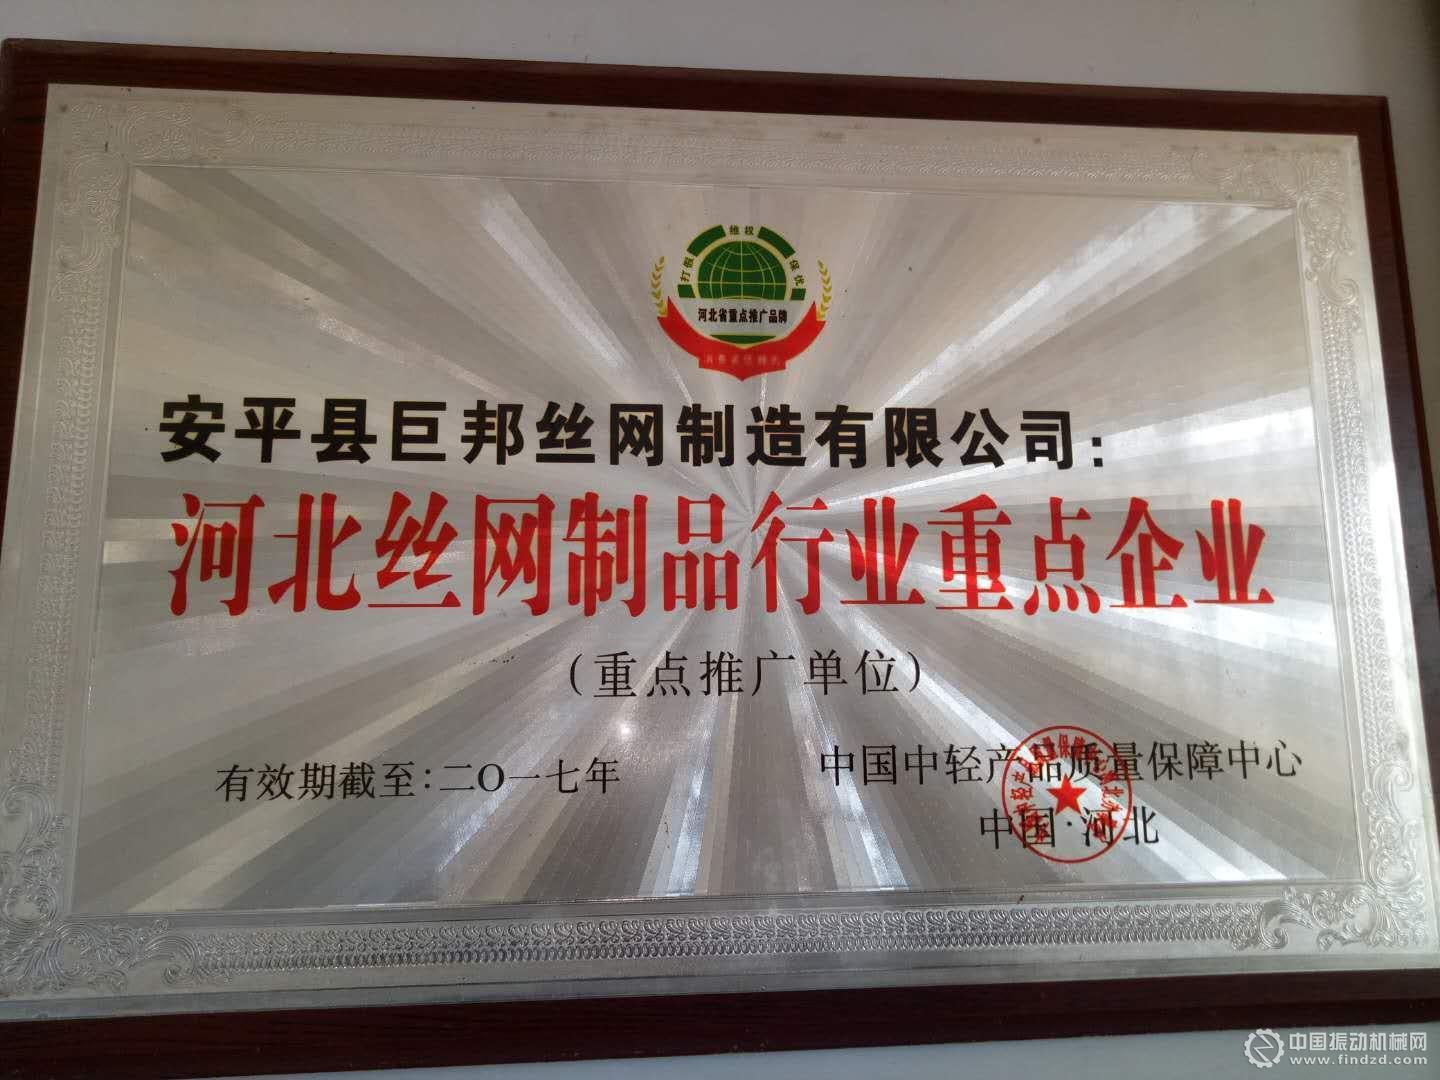 维权
打假
保优
河北省重点推广品牌
安平县巨邦丝网制造有限公司：
河北丝网制品行业重点企业
（重点推广单位）
有效期截至：二〇一七年
中国中轻产品质量保障中心
中国·河北
中国振动机械网
www.findzd.com